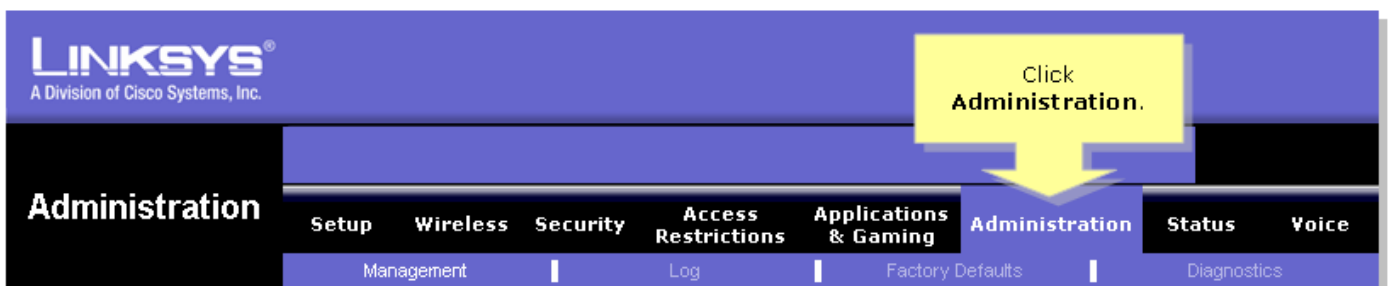 LINKSYS®
A Division of Cisco Systems, Inc.
Click
Administration.
Administration
Setup Wireless Security Access Restrictions Applications & Gaming Administration Status Voice
Management Log Factory Defaults Diagnostics